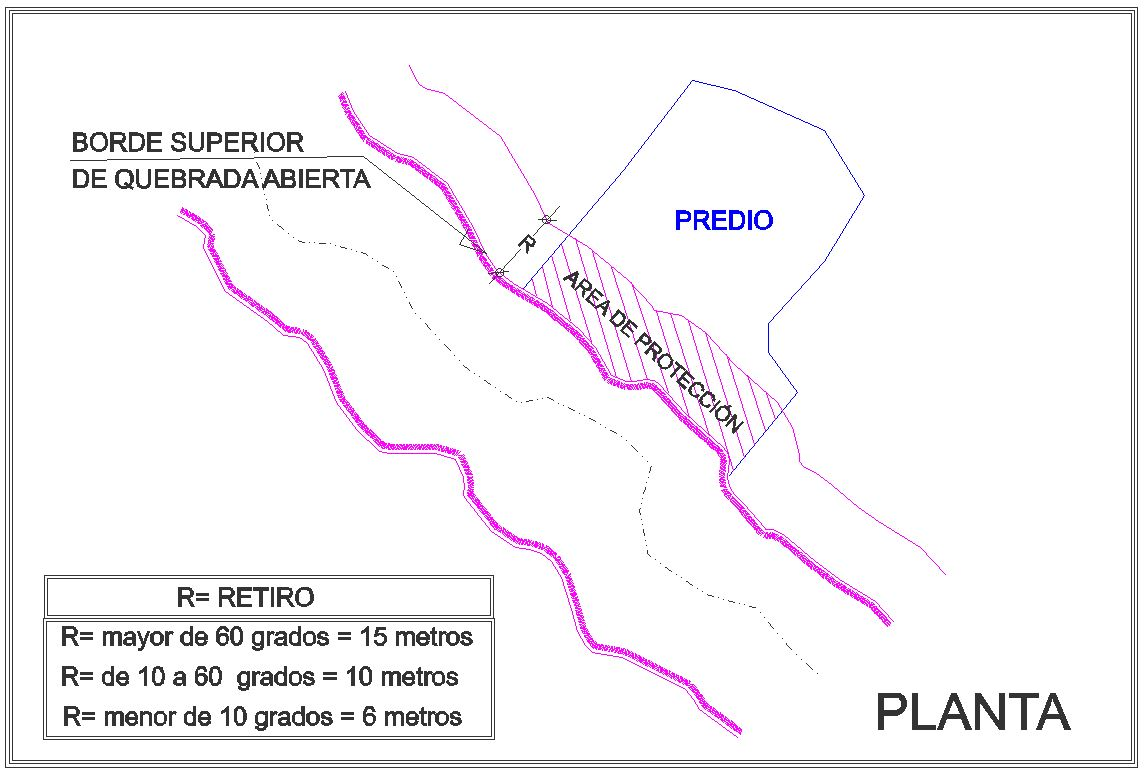 BORDE SUPERIOR
DE QUEBRADA ABIERTA
PREDIO
R
AREA DE PROTECCIÓN
R= RETIRO
R= mayor de 60 grados = 15 metros
R= de 10 a 60 grados = 10 metros
R= menor de 10 grados = 6 metros
PLANTA